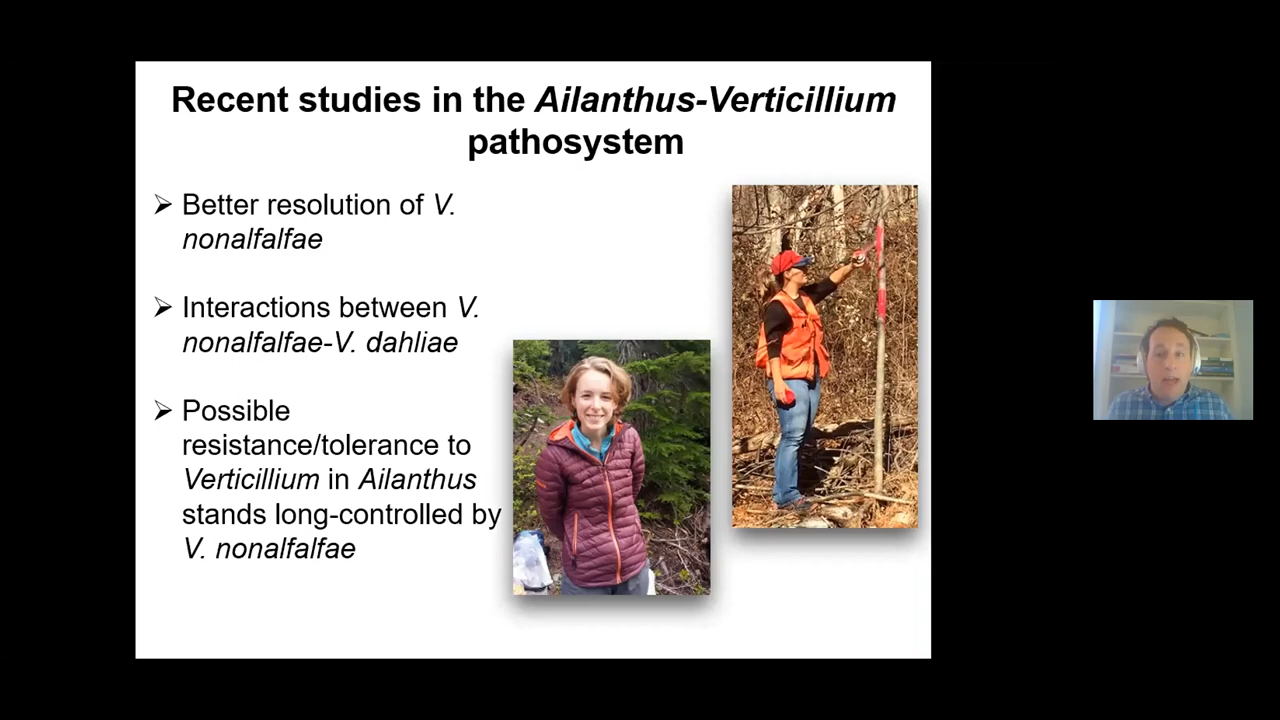 Recent studies in the Ailanthus-Verticillium
pathosystem
➢ Better resolution of V.
nonalfalfae
➢ Interactions between V.
nonalfalfae-V. dahliae
➢ Possible
resistance/tolerance to
Verticillium in Ailanthus
stands long-controlled by
V. nonalfalfae